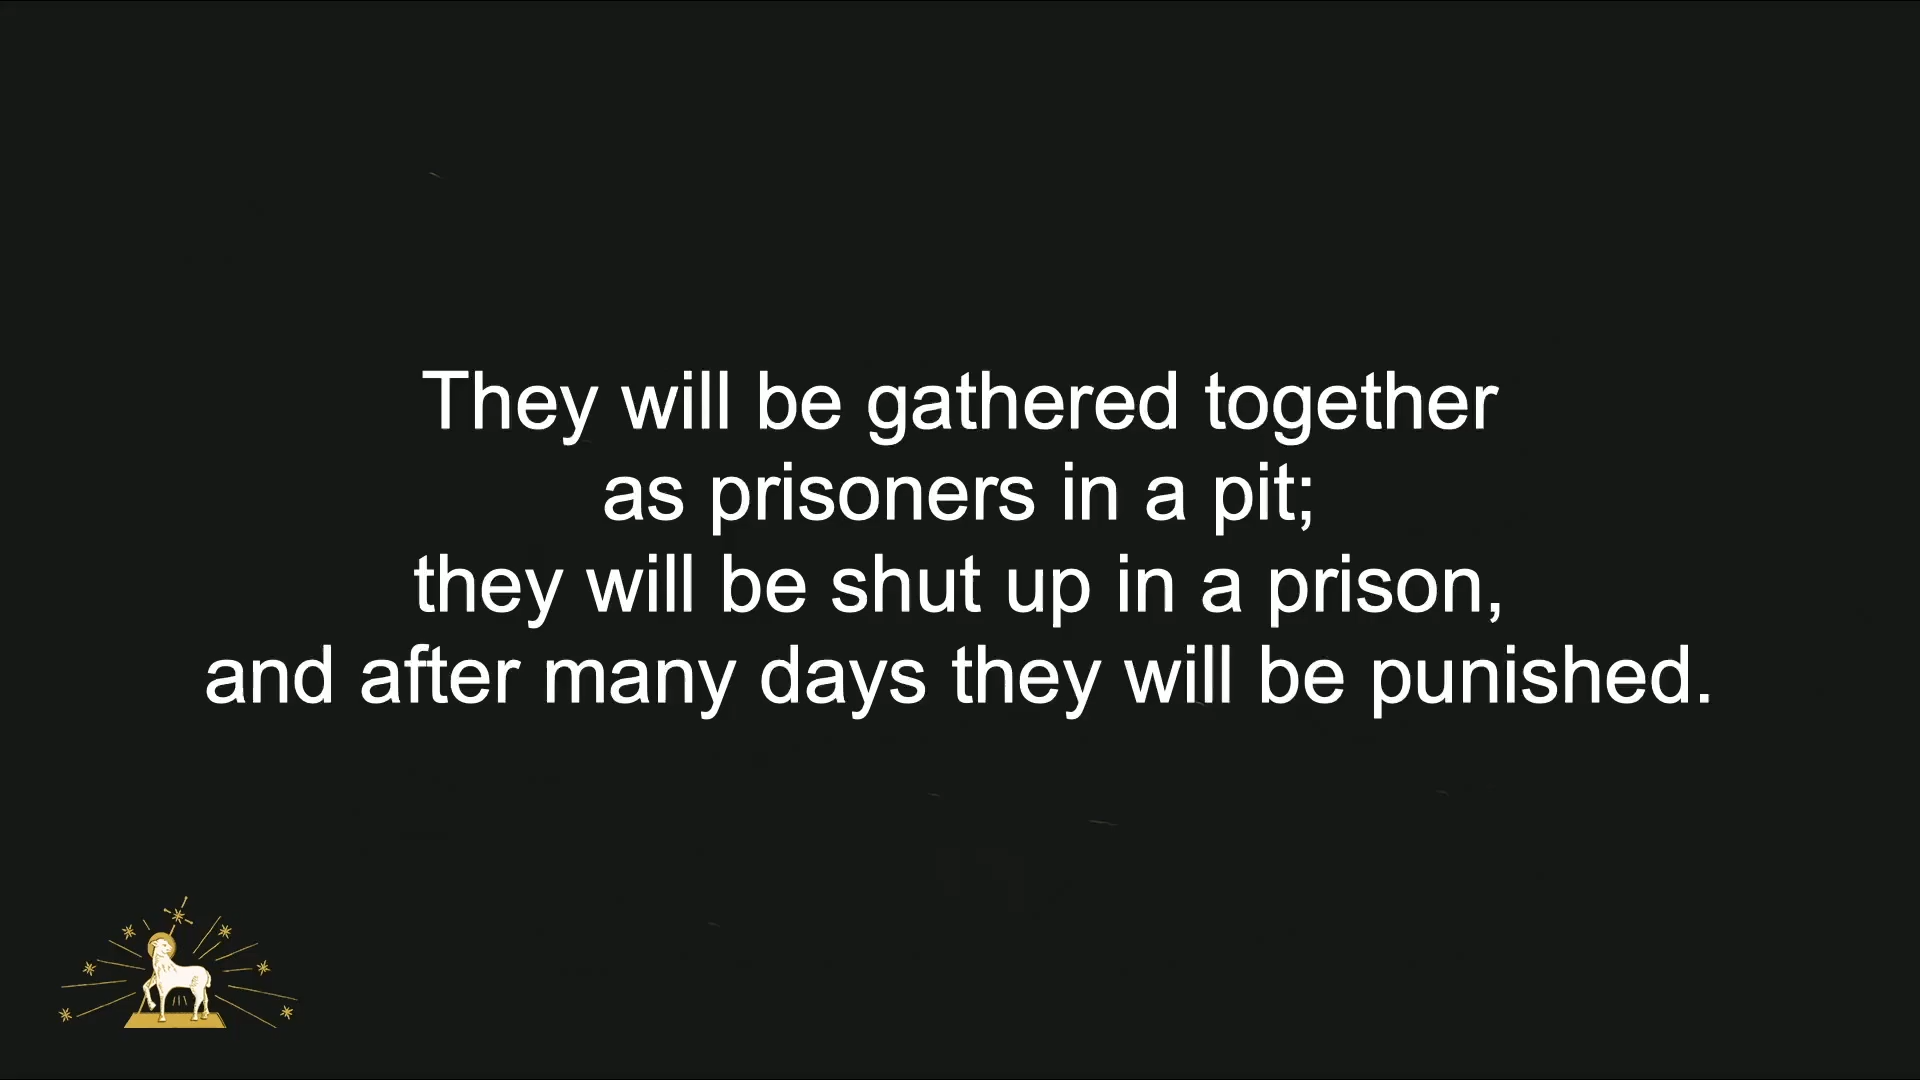 They will be gathered together
as prisoners in a pit;
they will be shut up in a prison,
and after many days they will be punished.